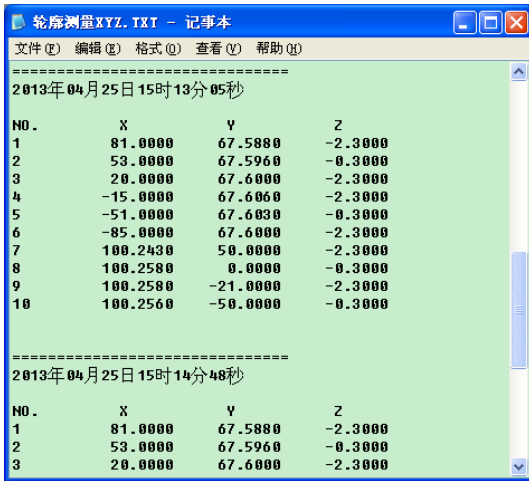 轮廓测量XYZ.TXT - 记事本
文件(F) 编辑(E) 格式(O) 查看(V) 帮助(H)
===============================
2013年04月25日15时13分05秒
NO. X Y Z
1 81.0000 67.5880 -2.3000
2 53.0000 67.5960 -0.3000
3 20.0000 67.6000 -2.3000
4 -15.0000 67.6060 -2.3000
5 -51.0000 67.6030 -0.3000
6 -85.0000 67.6000 -2.3000
7 100.2430 50.0000 -2.3000
8 100.2580 0.0000 -0.3000
9 100.2580 -21.0000 -2.3000
10 100.2560 -50.0000 -0.3000
===============================
2013年04月25日15时14分48秒
NO. X Y Z
1 81.0000 67.5880 -2.3000
2 53.0000 67.5960 -0.3000
3 20.0000 67.6000 -2.3000